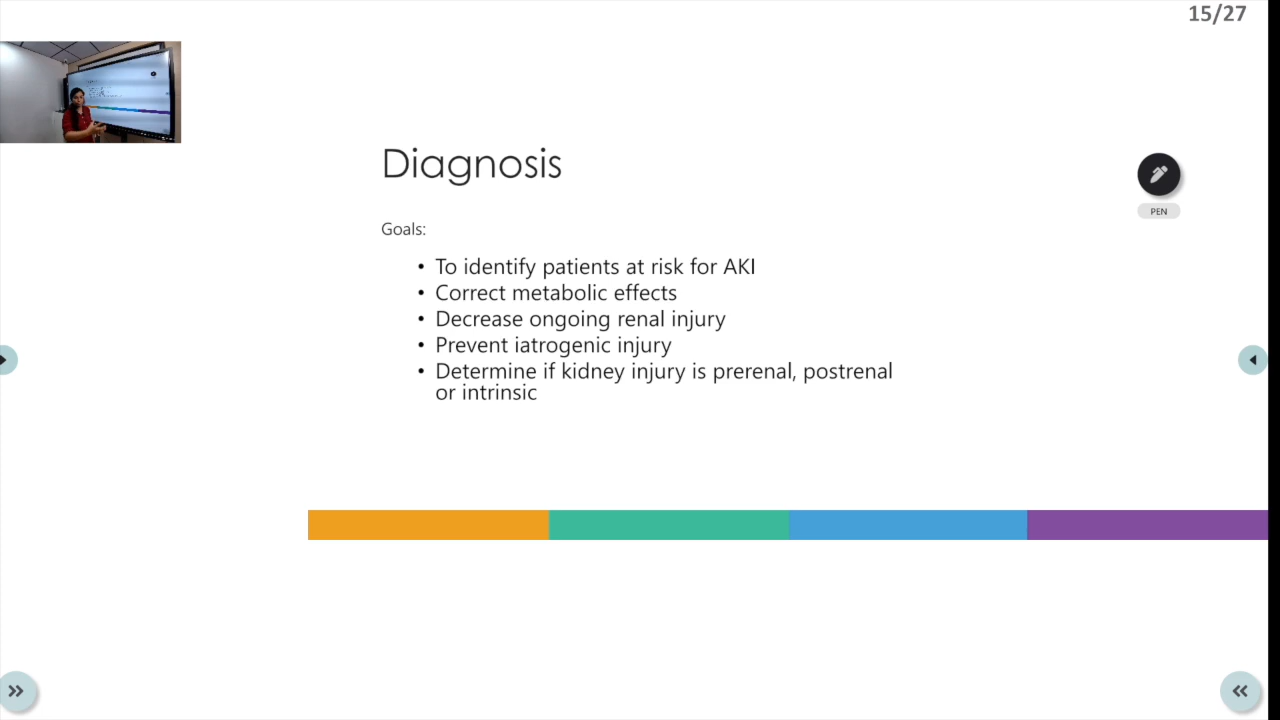 15/27
Diagnosis
PEN
Goals:
• To identify patients at risk for AKI
• Correct metabolic effects
• Decrease ongoing renal injury
• Prevent iatrogenic injury
• Determine if kidney injury is prerenal, postrenal
or intrinsic